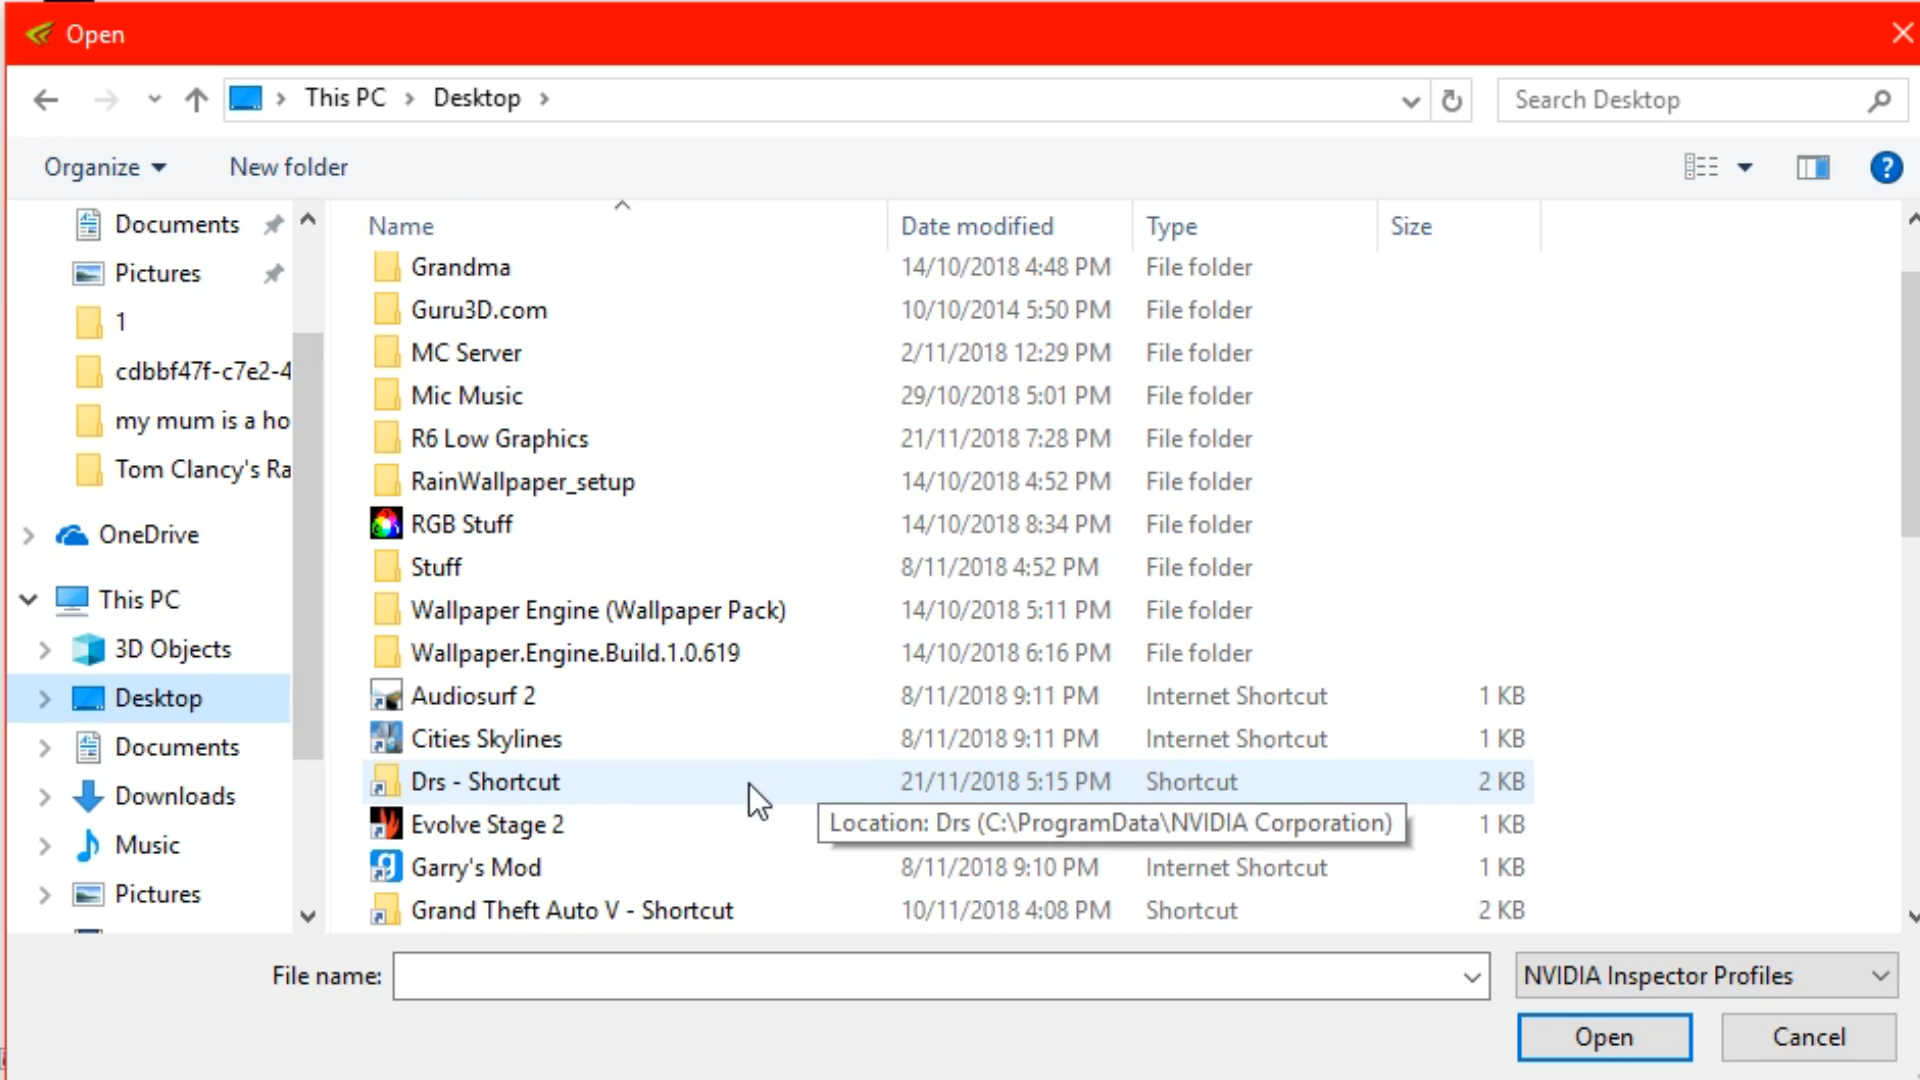 Open
This PC Desktop
Search Desktop
Organize New folder
Name Date modified Type Size
Documents
Pictures
1
cdbbf47f-c7e2-4
my mum is a ho
Tom Clancy's Ra
OneDrive
This PC
3D Objects
Desktop
Documents
Downloads
Music
Pictures
Grandma 14/10/2018 4:48 PM File folder
Guru3D.com 10/10/2014 5:50 PM File folder
MC Server 2/11/2018 12:29 PM File folder
Mic Music 29/10/2018 5:01 PM File folder
R6 Low Graphics 21/11/2018 7:28 PM File folder
RainWallpaper_setup 14/10/2018 4:52 PM File folder
RGB Stuff 14/10/2018 8:34 PM File folder
Stuff 8/11/2018 4:52 PM File folder
Wallpaper Engine (Wallpaper Pack) 14/10/2018 5:11 PM File folder
Wallpaper.Engine.Build.1.0.619 14/10/2018 6:16 PM File folder
Audiosurf 2 8/11/2018 9:11 PM Internet Shortcut 1 KB
Cities Skylines 8/11/2018 9:11 PM Internet Shortcut 1 KB
Drs - Shortcut 21/11/2018 5:15 PM Shortcut 2 KB
Evolve Stage 2 1 KB
Location: Drs (C:\ProgramData\NVIDIA Corporation)
Garry's Mod 8/11/2018 9:10 PM Internet Shortcut 1 KB
Grand Theft Auto V - Shortcut 10/11/2018 4:08 PM Shortcut 2 KB
File name: NVIDIA Inspector Profiles
Open Cancel